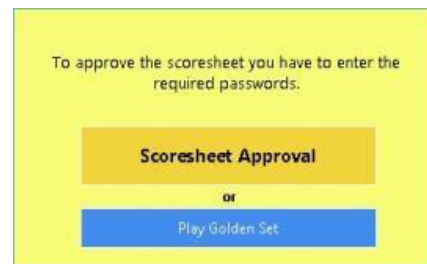 To approve the scoresheet you have to enter the
required passwords.
Scoresheet Approval
or
Play Golden Set